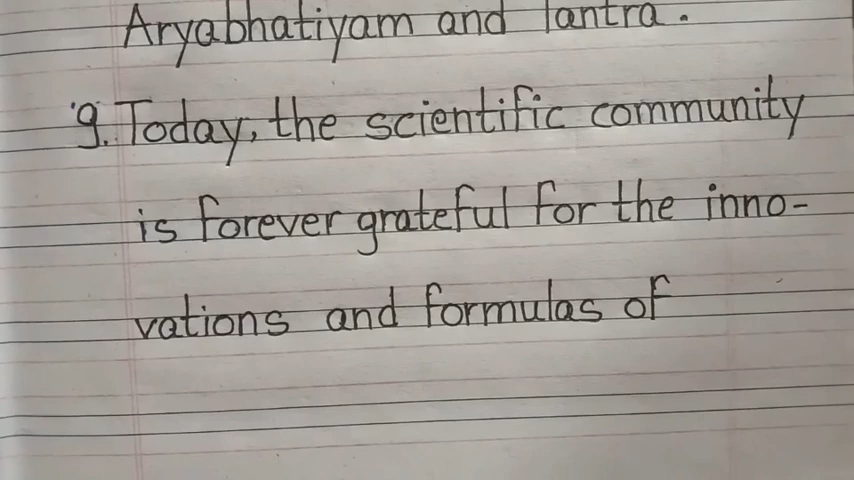 Aryabhatiyam and Tantra.
9. Today, the scientific community
is forever grateful for the inno-
vations and formulas of